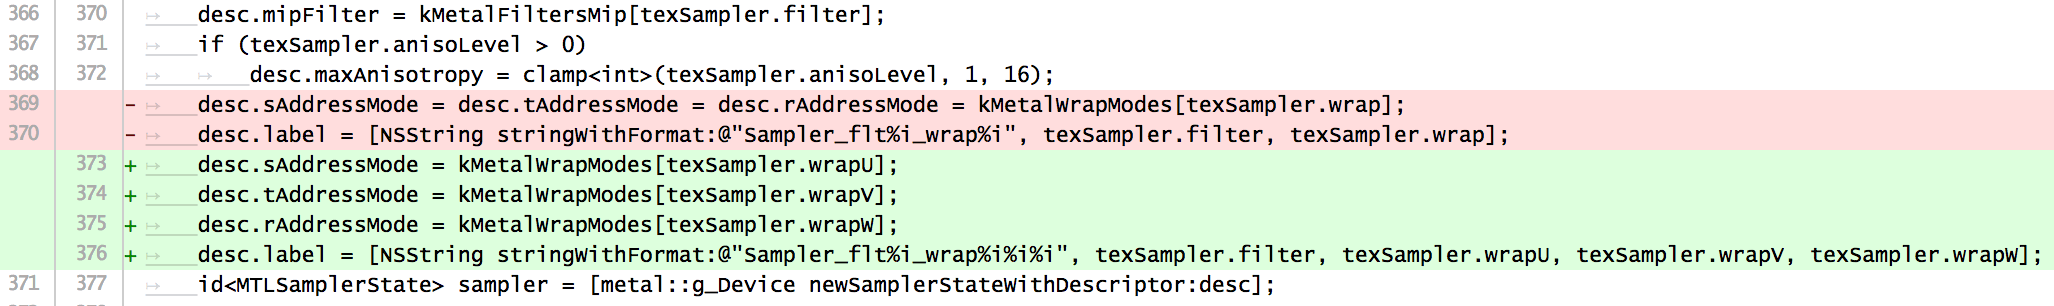 366 370 desc.mipFilter = kMetalFiltersMip[texSampler.filter];
367 371 if (texSampler.anisoLevel > 0)
368 372 desc.maxAnisotropy = clamp<int>(texSampler.anisoLevel, 1, 16);
369 - desc.sAddressMode = desc.tAddressMode = desc.rAddressMode = kMetalWrapModes[texSampler.wrap];
370 - desc.label = [NSString stringWithFormat:@"Sampler_flt%i_wrap%i", texSampler.filter, texSampler.wrap];
373 + desc.sAddressMode = kMetalWrapModes[texSampler.wrapU];
374 + desc.tAddressMode = kMetalWrapModes[texSampler.wrapV];
375 + desc.rAddressMode = kMetalWrapModes[texSampler.wrapW];
376 + desc.label = [NSString stringWithFormat:@"Sampler_flt%i_wrap%i%i%i", texSampler.filter, texSampler.wrapU, texSampler.wrapV, texSampler.wrapW];
371 377 id<MTLSamplerState> sampler = [metal::g_Device newSamplerStateWithDescriptor:desc];